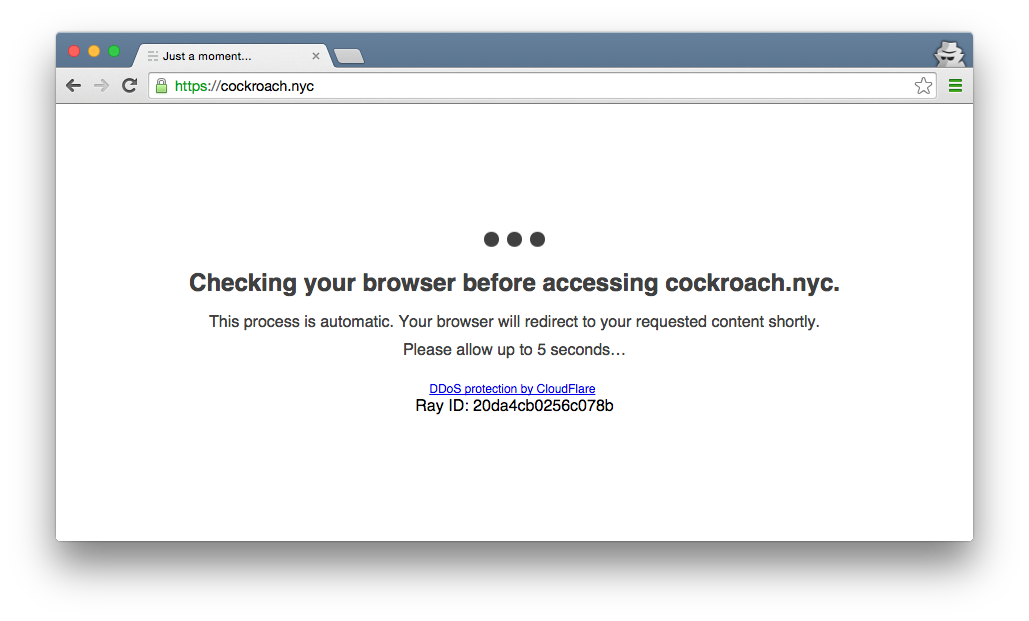 Just a moment...
https://cockroach.nyc
Checking your browser before accessing cockroach.nyc.
This process is automatic. Your browser will redirect to your requested content shortly.
Please allow up to 5 seconds…
DDoS protection by CloudFlare
Ray ID: 20da4cb0256c078b